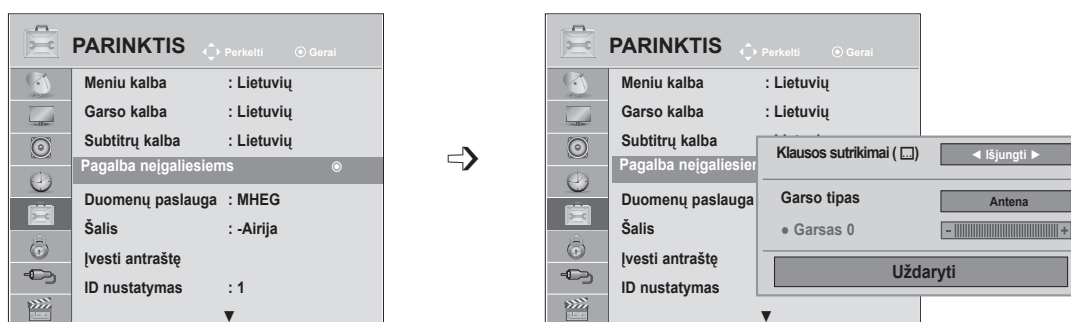 PARINKTIS Perkelti Gerai
Meniu kalba : Lietuvių
Garso kalba : Lietuvių
Subtitrų kalba : Lietuvių
Pagalba neįgaliesiems
Duomenų paslauga : MHEG
Šalis : -Airija
Įvesti antraštę
ID nustatymas : 1
PARINKTIS Perkelti Gerai
Meniu kalba : Lietuvių
Garso kalba : Lietuvių
Subtitrų kalba
Pagalba neįgaliesiem
Duomenų paslauga
Šalis
Įvesti antraštę
ID nustatymas
Klausos sutrikimai ( ) ◄ Išjungti ►
Garso tipas Antena
● Garsas 0 - +
Uždaryti